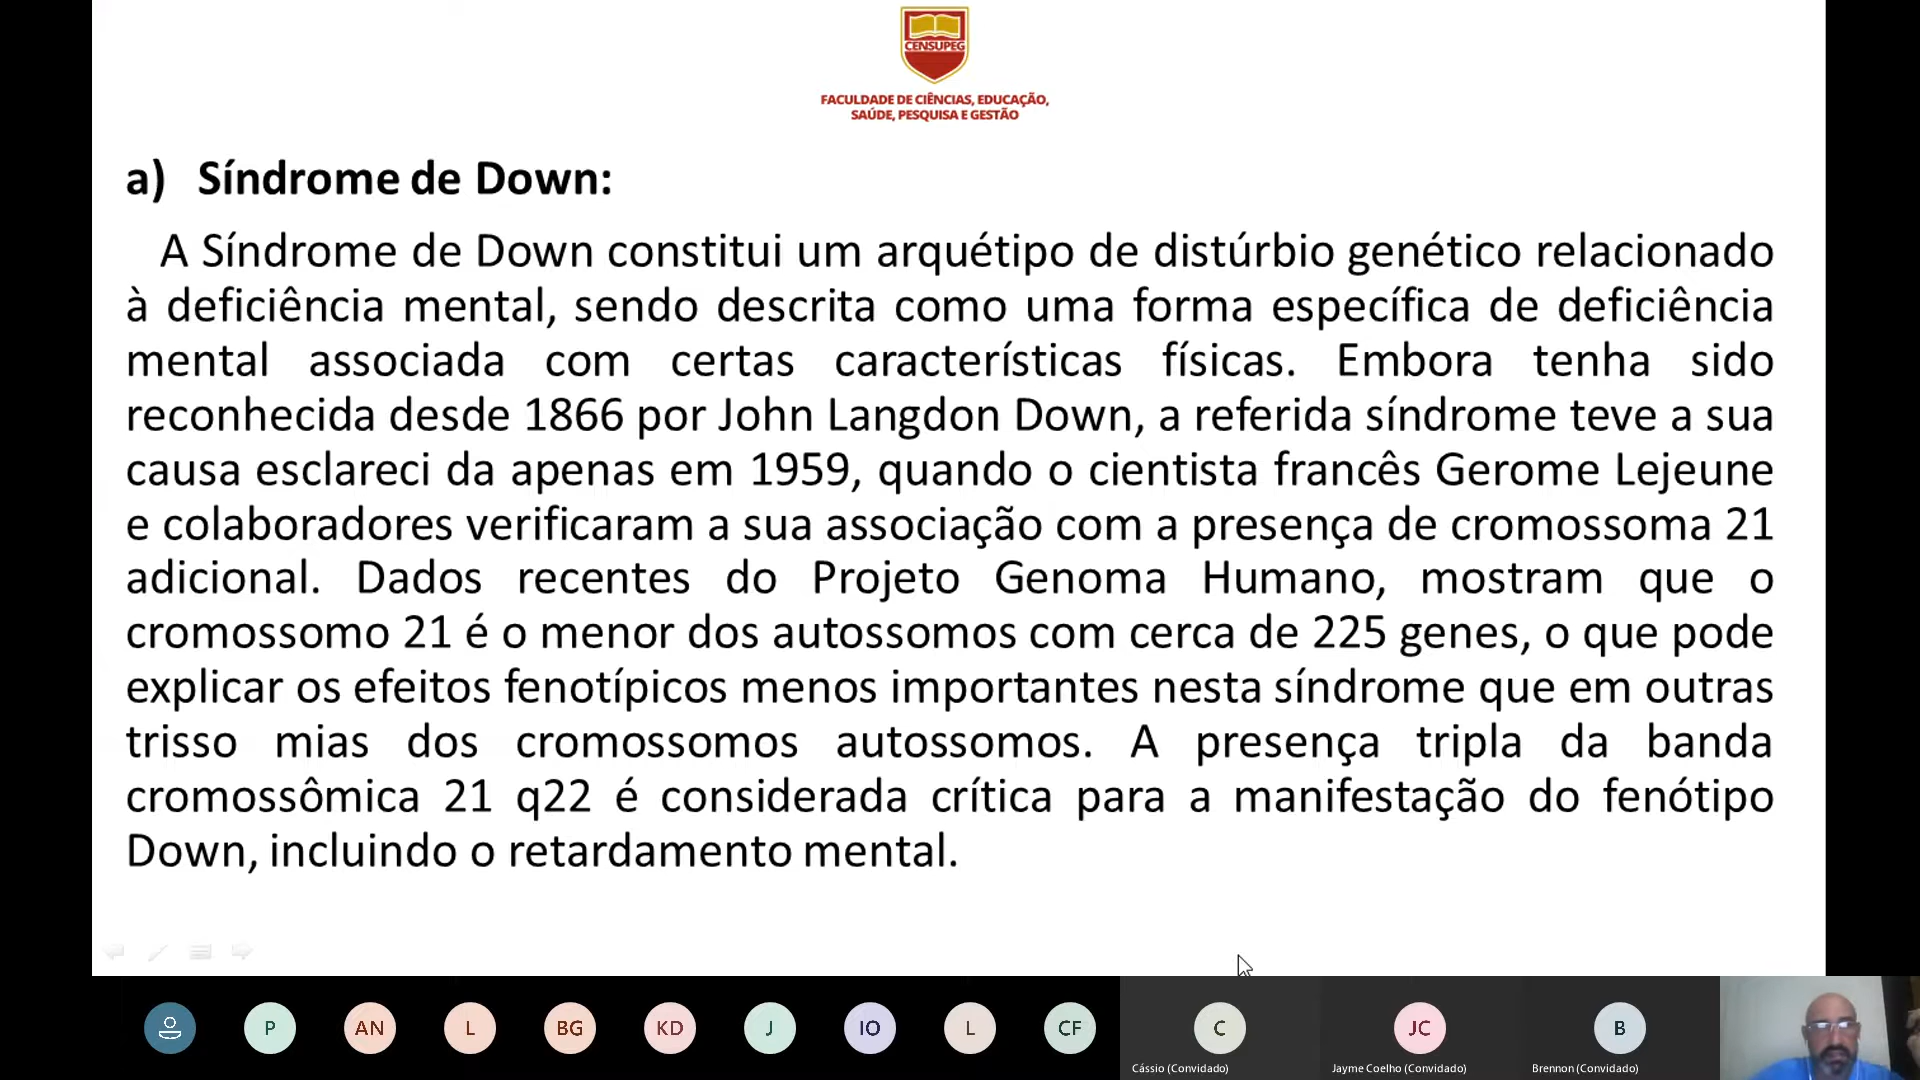 CENSUPEG
FACULDADE DE CIÊNCIAS, EDUCAÇÃO,
SAÚDE, PESQUISA E GESTÃO
a) Síndrome de Down:
A Síndrome de Down constitui um arquétipo de distúrbio genético relacionado
à deficiência mental, sendo descrita como uma forma específica de deficiência
mental associada com certas características físicas. Embora tenha sido
reconhecida desde 1866 por John Langdon Down, a referida síndrome teve a sua
causa esclareci da apenas em 1959, quando o cientista francês Gerome Lejeune
e colaboradores verificaram a sua associação com a presença de cromossoma 21
adicional. Dados recentes do Projeto Genoma Humano, mostram que o
cromossomo 21 é o menor dos autossomos com cerca de 225 genes, o que pode
explicar os efeitos fenotípicos menos importantes nesta síndrome que em outras
trisso mias dos cromossomos autossomos. A presença tripla da banda
cromossômica 21 q22 é considerada crítica para a manifestação do fenótipo
Down, incluindo o retardamento mental.
P AN L BG KD J IO L CF C JC B
Cássio (Convidado) Jayme Coelho (Convidado) Brennon (Convidado)